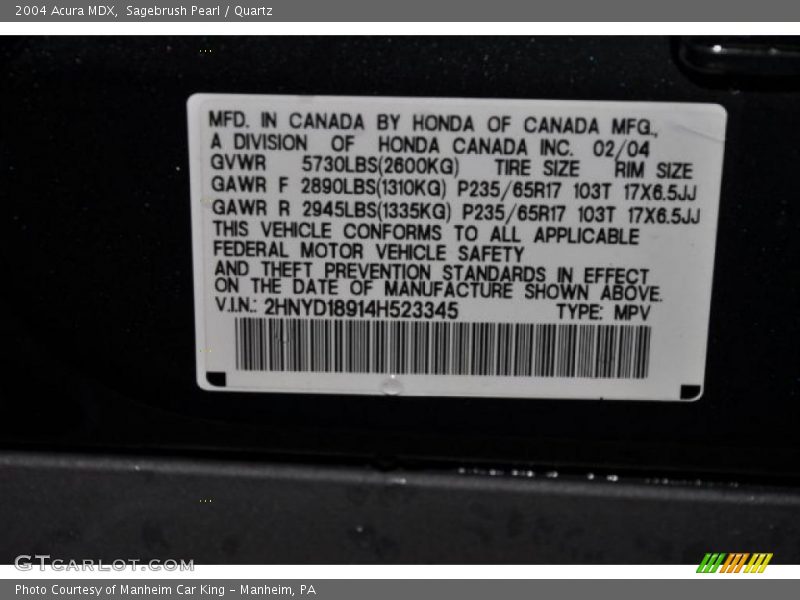 2004 Acura MDX, Sagebrush Pearl / Quartz
MFD. IN CANADA BY HONDA OF CANADA MFG.,
A DIVISION OF HONDA CANADA INC. 02/04
GVWR 5730LBS(2600KG) TIRE SIZE RIM SIZE
GAWR F 2890LBS(1310KG) P235/65R17 103T 17X6.5JJ
GAWR R 2945LBS(1335KG) P235/65R17 103T 17X6.5JJ
THIS VEHICLE CONFORMS TO ALL APPLICABLE
FEDERAL MOTOR VEHICLE SAFETY
AND THEFT PREVENTION STANDARDS IN EFFECT
ON THE DATE OF MANUFACTURE SHOWN ABOVE.
V.I.N.: 2HNYD18914H523345 TYPE: MPV
GTCARLOT.COM
Photo Courtesy of Manheim Car King - Manheim, PA